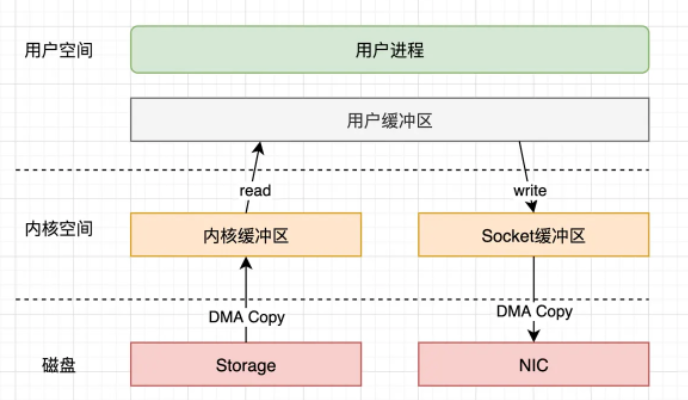 用户空间
用户进程
用户缓冲区
read
write
内核空间
内核缓冲区
Socket缓冲区
DMA Copy
DMA Copy
磁盘
Storage
NIC